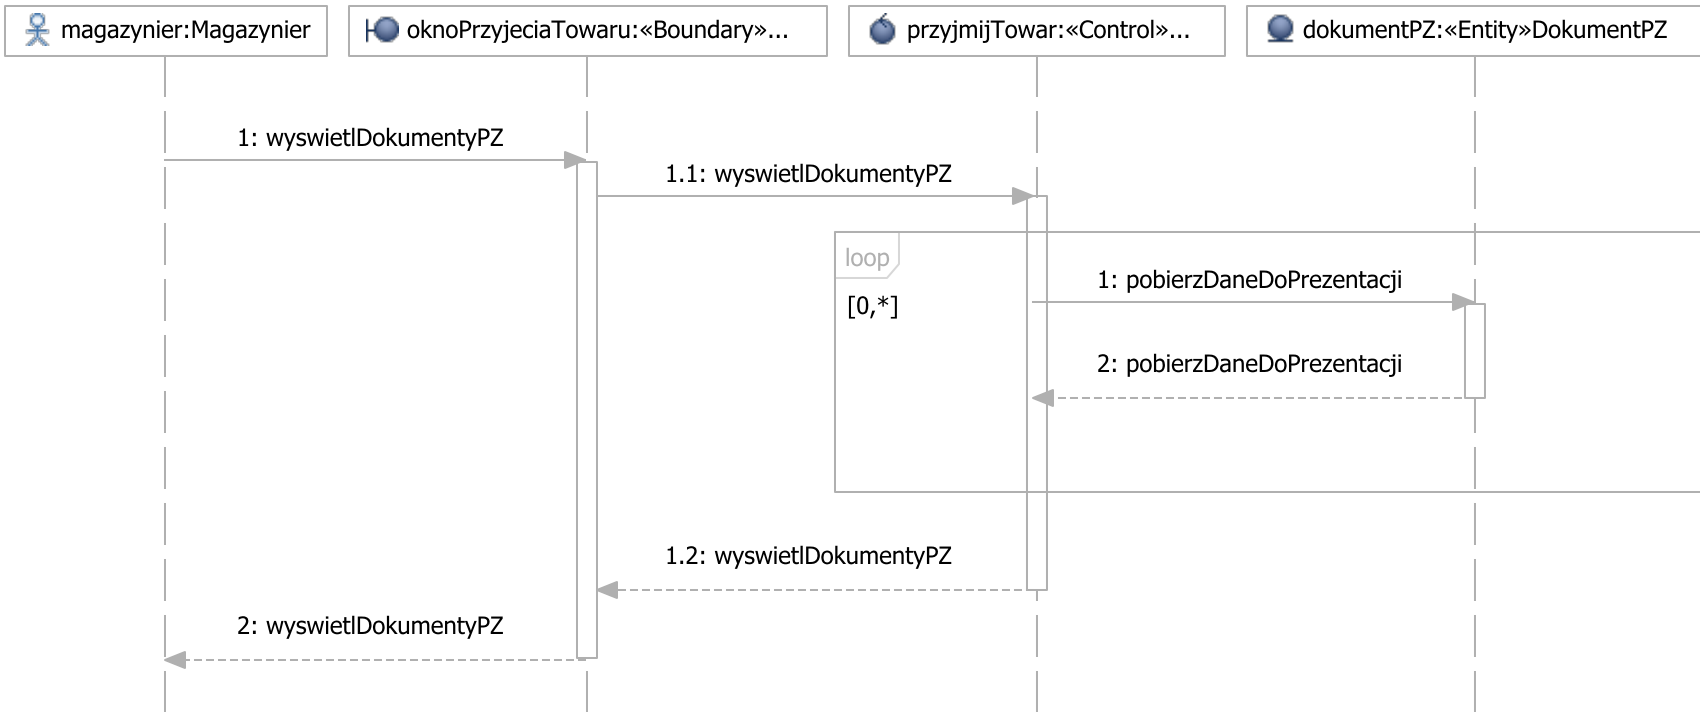 magazynier:Magazynier
oknoPrzyjeciaTowaru:«Boundary»...
przyjmijTowar:«Control»...
dokumentPZ:«Entity»DokumentPZ
1: wyswietlDokumentyPZ
1.1: wyswietlDokumentyPZ
loop
[0,*]
1: pobierzDaneDoPrezentacji
2: pobierzDaneDoPrezentacji
1.2: wyswietlDokumentyPZ
2: wyswietlDokumentyPZ